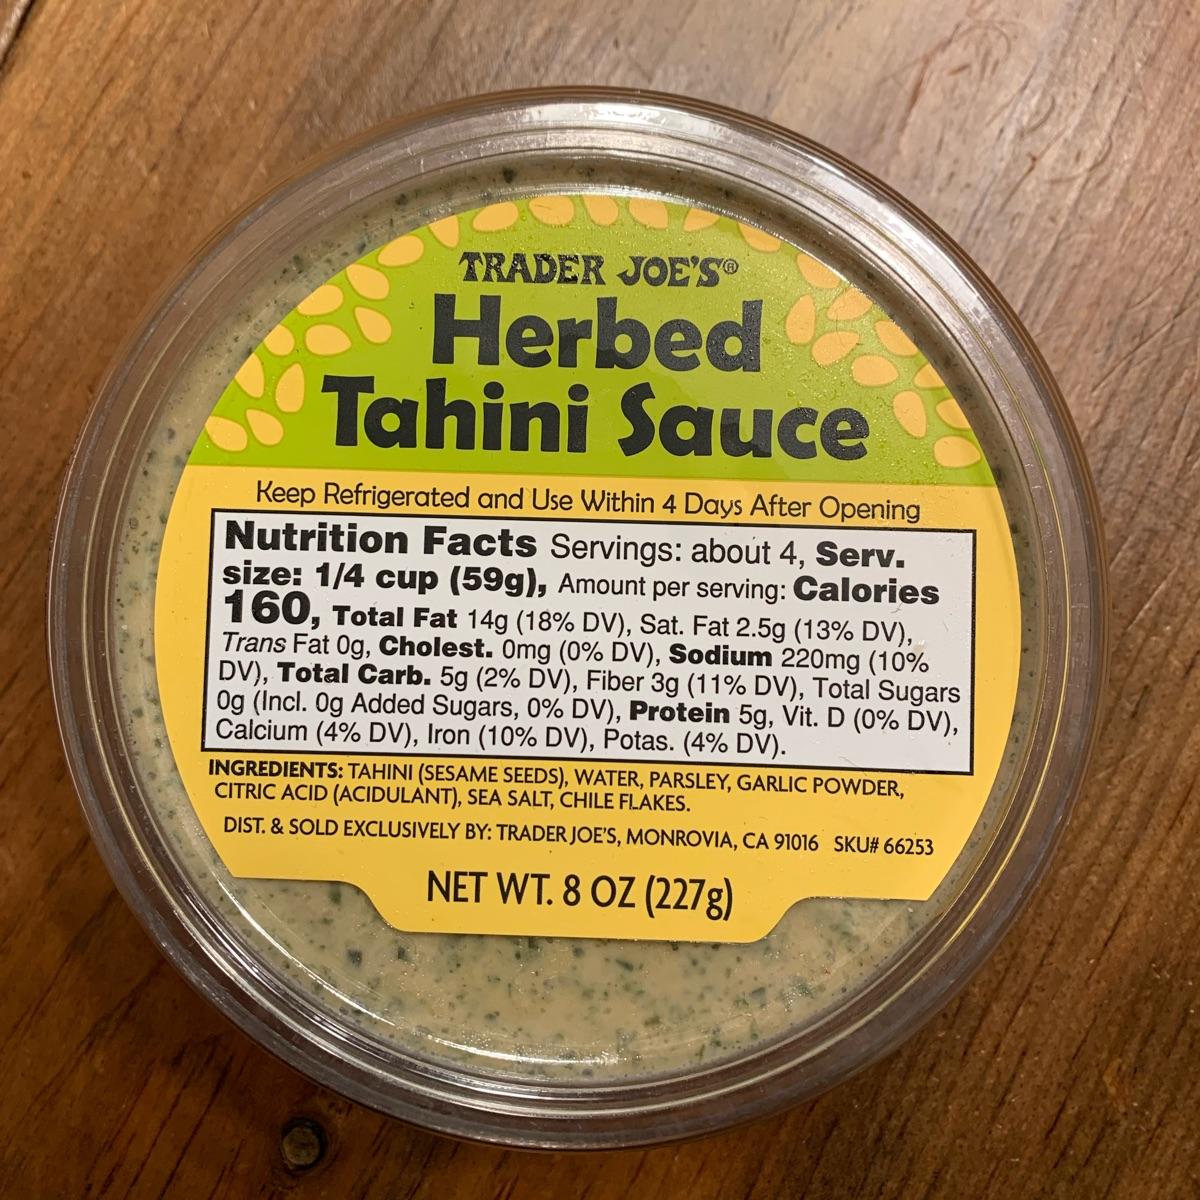 TRADER JOE'S®
Herbed
Tahini Sauce
Keep Refrigerated and Use Within 4 Days After Opening
Nutrition Facts Servings: about 4, Serv.
size: 1/4 cup (59g), Amount per serving: Calories
160, Total Fat 14g (18% DV), Sat. Fat 2.5g (13% DV),
Trans Fat 0g, Cholest. 0mg (0% DV), Sodium 220mg (10%
DV), Total Carb. 5g (2% DV), Fiber 3g (11% DV), Total Sugars
0g (Incl. 0g Added Sugars, 0% DV), Protein 5g, Vit. D (0% DV),
Calcium (4% DV), Iron (10% DV), Potas. (4% DV).
INGREDIENTS: TAHINI (SESAME SEEDS), WATER, PARSLEY, GARLIC POWDER,
CITRIC ACID (ACIDULANT), SEA SALT, CHILE FLAKES.
DIST. & SOLD EXCLUSIVELY BY: TRADER JOE'S, MONROVIA, CA 91016 SKU# 66253
NET WT. 8 OZ (227g)